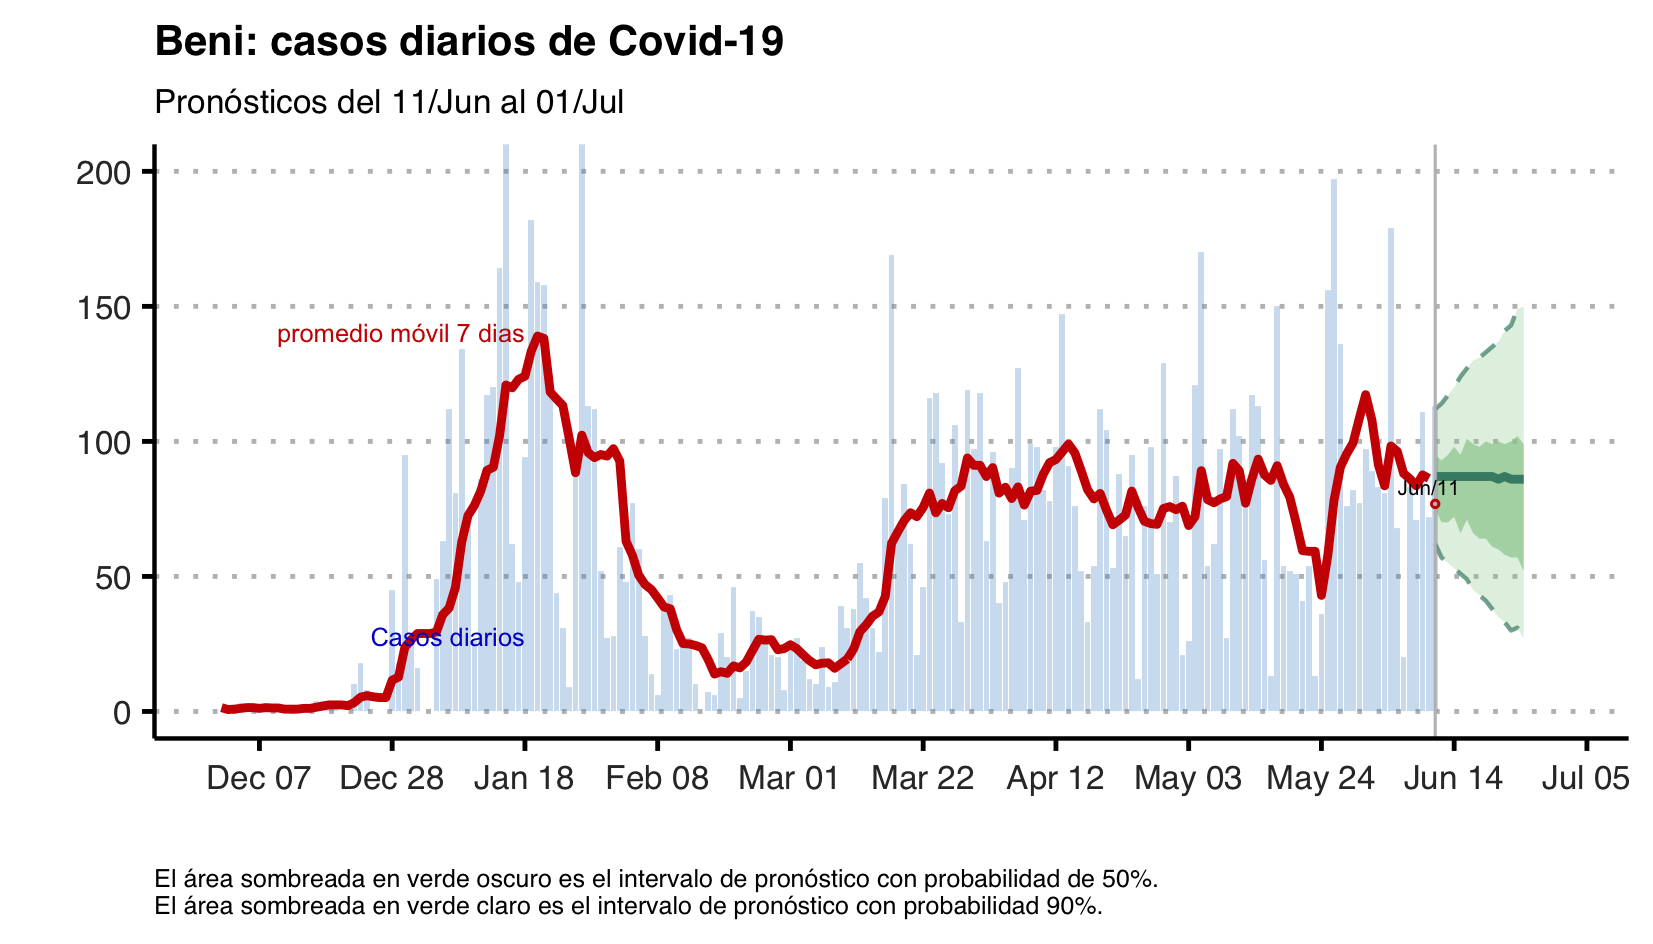 Beni: casos diarios de Covid-19
Pronósticos del 11/Jun al 01/Jul
200
150
promedio móvil 7 dias
100
Jun/11
50
Casos diarios
0
Dec 07 Dec 28 Jan 18 Feb 08 Mar 01 Mar 22 Apr 12 May 03 May 24 Jun 14 Jul 05
El área sombreada en verde oscuro es el intervalo de pronóstico con probabilidad de 50%.
El área sombreada en verde claro es el intervalo de pronóstico con probabilidad 90%.